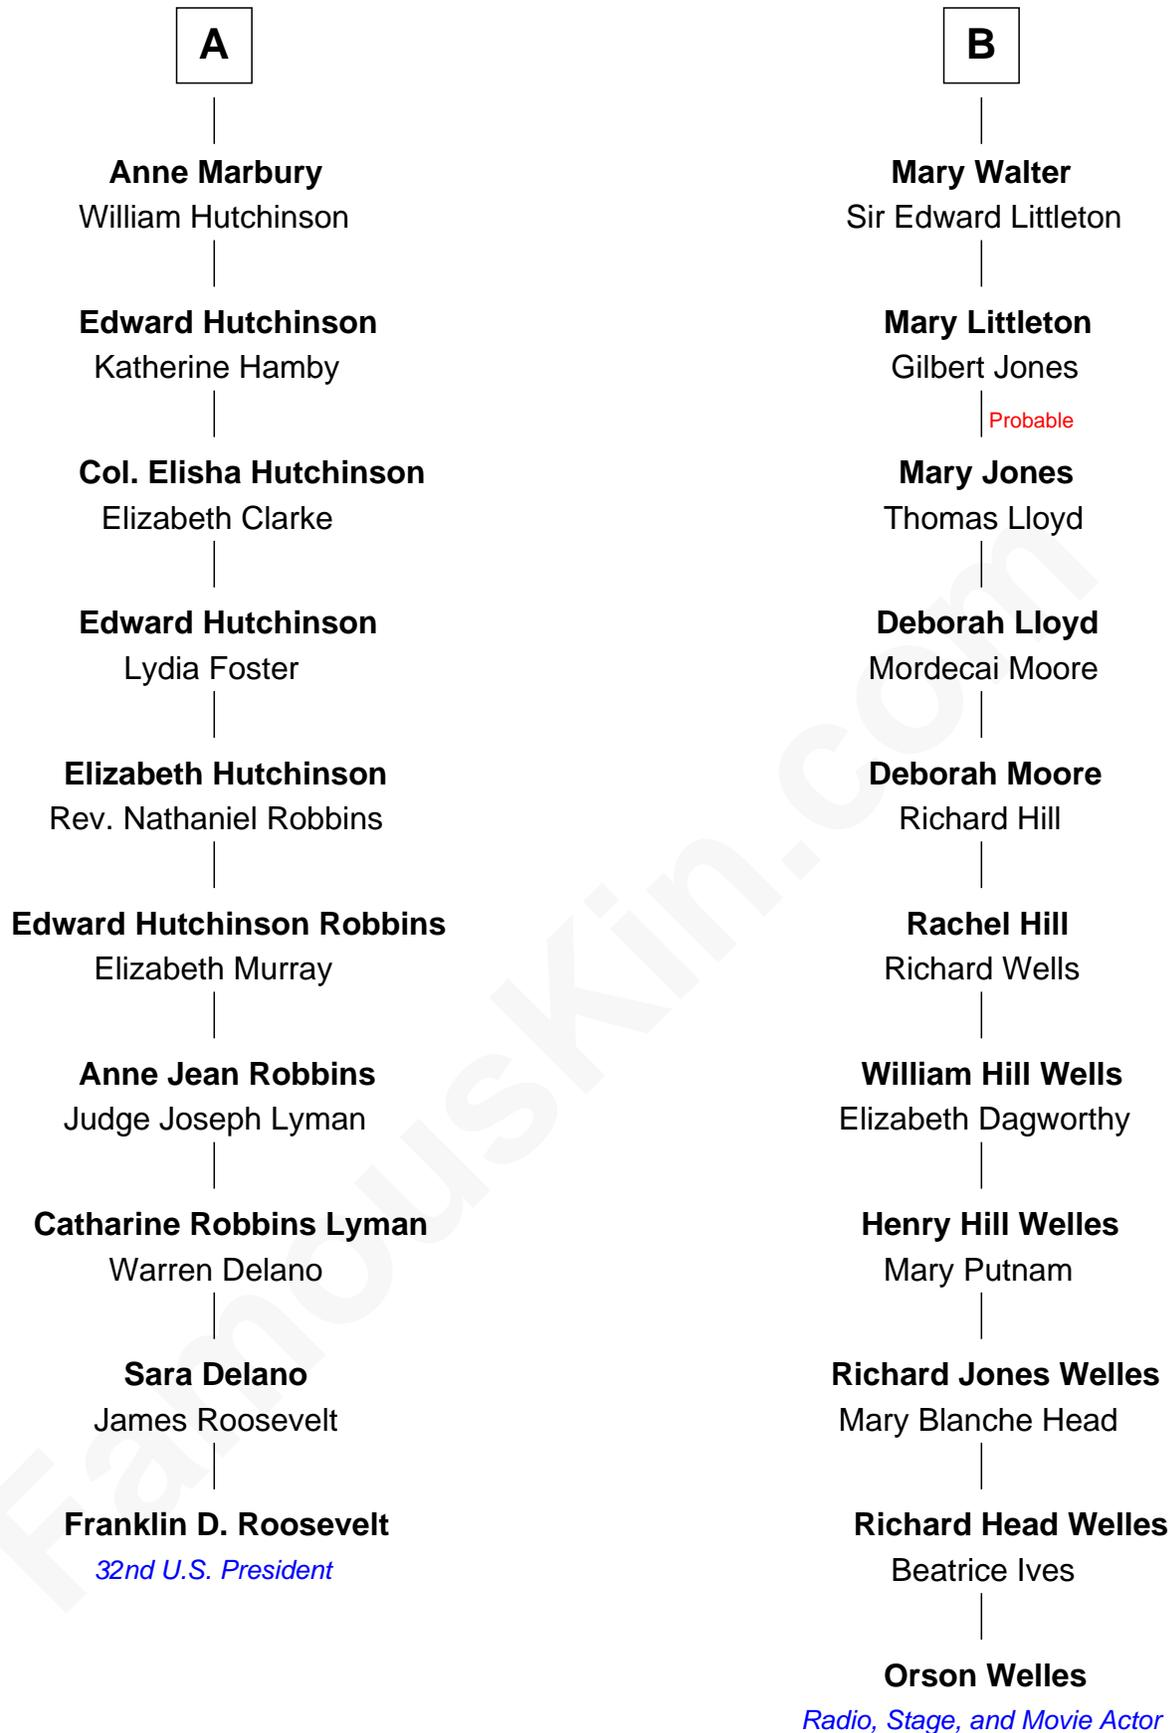 A
Anne Marbury
William Hutchinson
Edward Hutchinson
Katherine Hamby
Col. Elisha Hutchinson
Elizabeth Clarke
Edward Hutchinson
Lydia Foster
Elizabeth Hutchinson
Rev. Nathaniel Robbins
Edward Hutchinson Robbins
Elizabeth Murray
Anne Jean Robbins
Judge Joseph Lyman
Catharine Robbins Lyman
Warren Delano
Sara Delano
James Roosevelt
Franklin D. Roosevelt
32nd U.S. President
B
Mary Walter
Sir Edward Littleton
Mary Littleton
Gilbert Jones
Probable
Mary Jones
Thomas Lloyd
Deborah Lloyd
Mordecai Moore
Deborah Moore
Richard Hill
Rachel Hill
Richard Wells
William Hill Wells
Elizabeth Dagworthy
Henry Hill Welles
Mary Putnam
Richard Jones Welles
Mary Blanche Head
Richard Head Welles
Beatrice Ives
Orson Welles
Radio, Stage, and Movie Actor
FamousKin.com